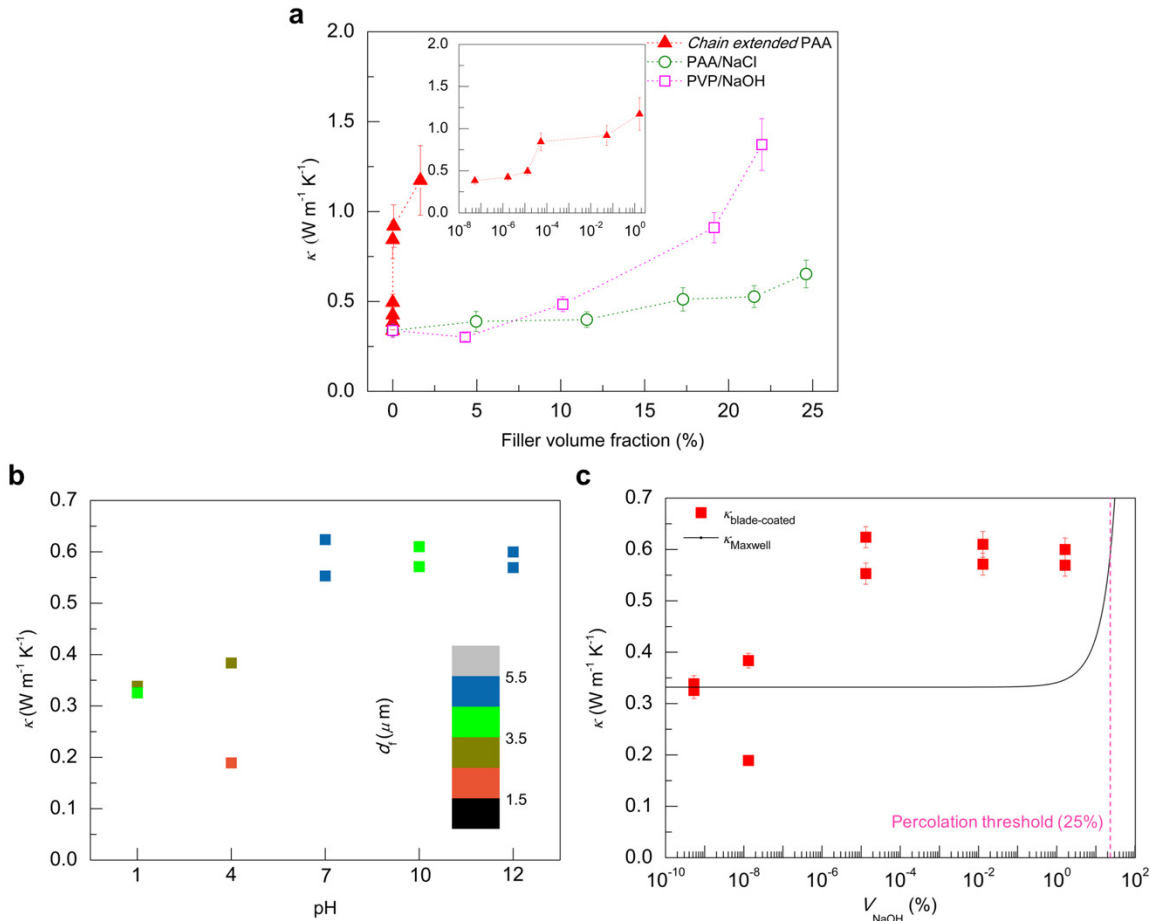 a
2.0
1.5
1.0
0.5
0.0
κ (W m⁻¹ K⁻¹)
0 5 10 15 20 25
Filler volume fraction (%)
Chain extended PAA
PAA/NaCl
PVP/NaOH
2.0
1.5
1.0
0.5
0.0
10⁻⁸ 10⁻⁶ 10⁻⁴ 10⁻² 10⁰
b
0.7
0.6
0.5
0.4
0.3
0.2
0.1
0.0
κ (W m⁻¹ K⁻¹)
1 4 7 10 12
pH
d_f (μm)
5.5
3.5
1.5
c
0.7
0.6
0.5
0.4
0.3
0.2
0.1
0.0
κ (W m⁻¹ K⁻¹)
κ_blade-coated
κ_Maxwell
Percolation threshold (25%)
10⁻¹⁰ 10⁻⁸ 10⁻⁶ 10⁻⁴ 10⁻² 10⁰ 10²
V_NaOH (%)